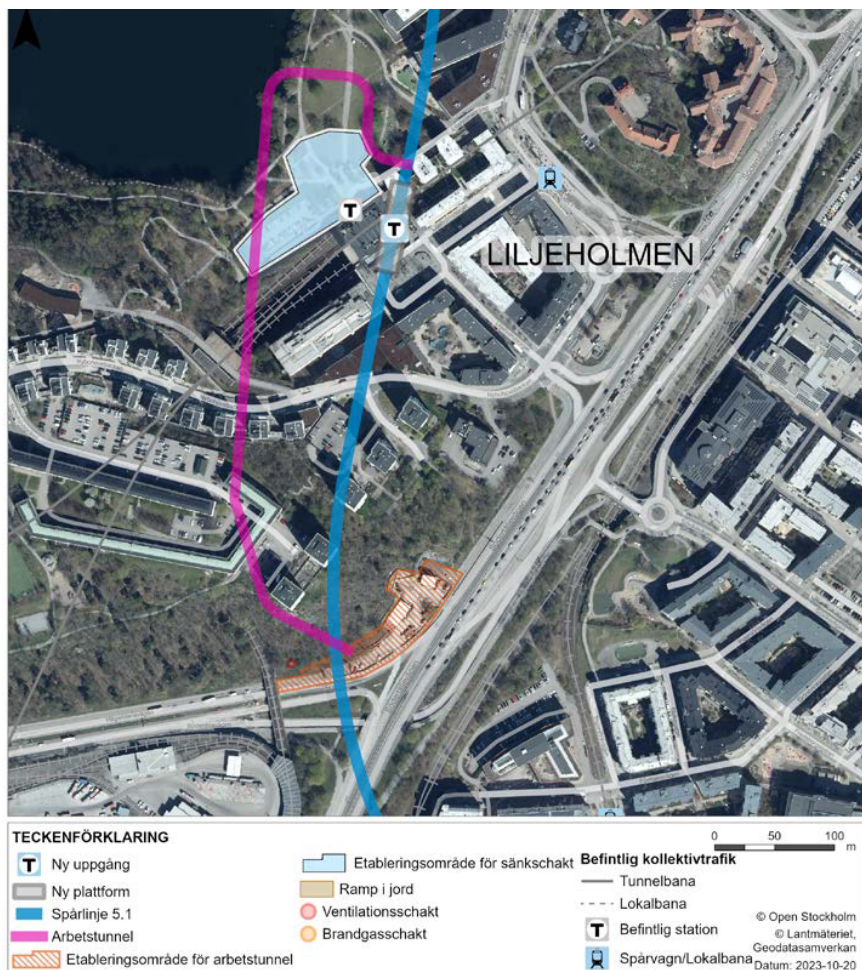 T
T
LILJEHOLMEN
TECKENFÖRKLARING
T Ny uppgång
Ny plattform
Spårlinje 5.1
Arbetstunnel
Etableringsområde för arbetstunnel
Etableringsområde för sänkschakt
Ramp i jord
Ventilationsschakt
Brandgasschakt
0 50 100
m
Befintlig kollektivtrafik
Tunnelbana
Lokalbana
T Befintlig station
Spårvagn/Lokalbana
© Open Stockholm
© Lantmäteriet,
Geodatasamverkan
Datum: 2023-10-20